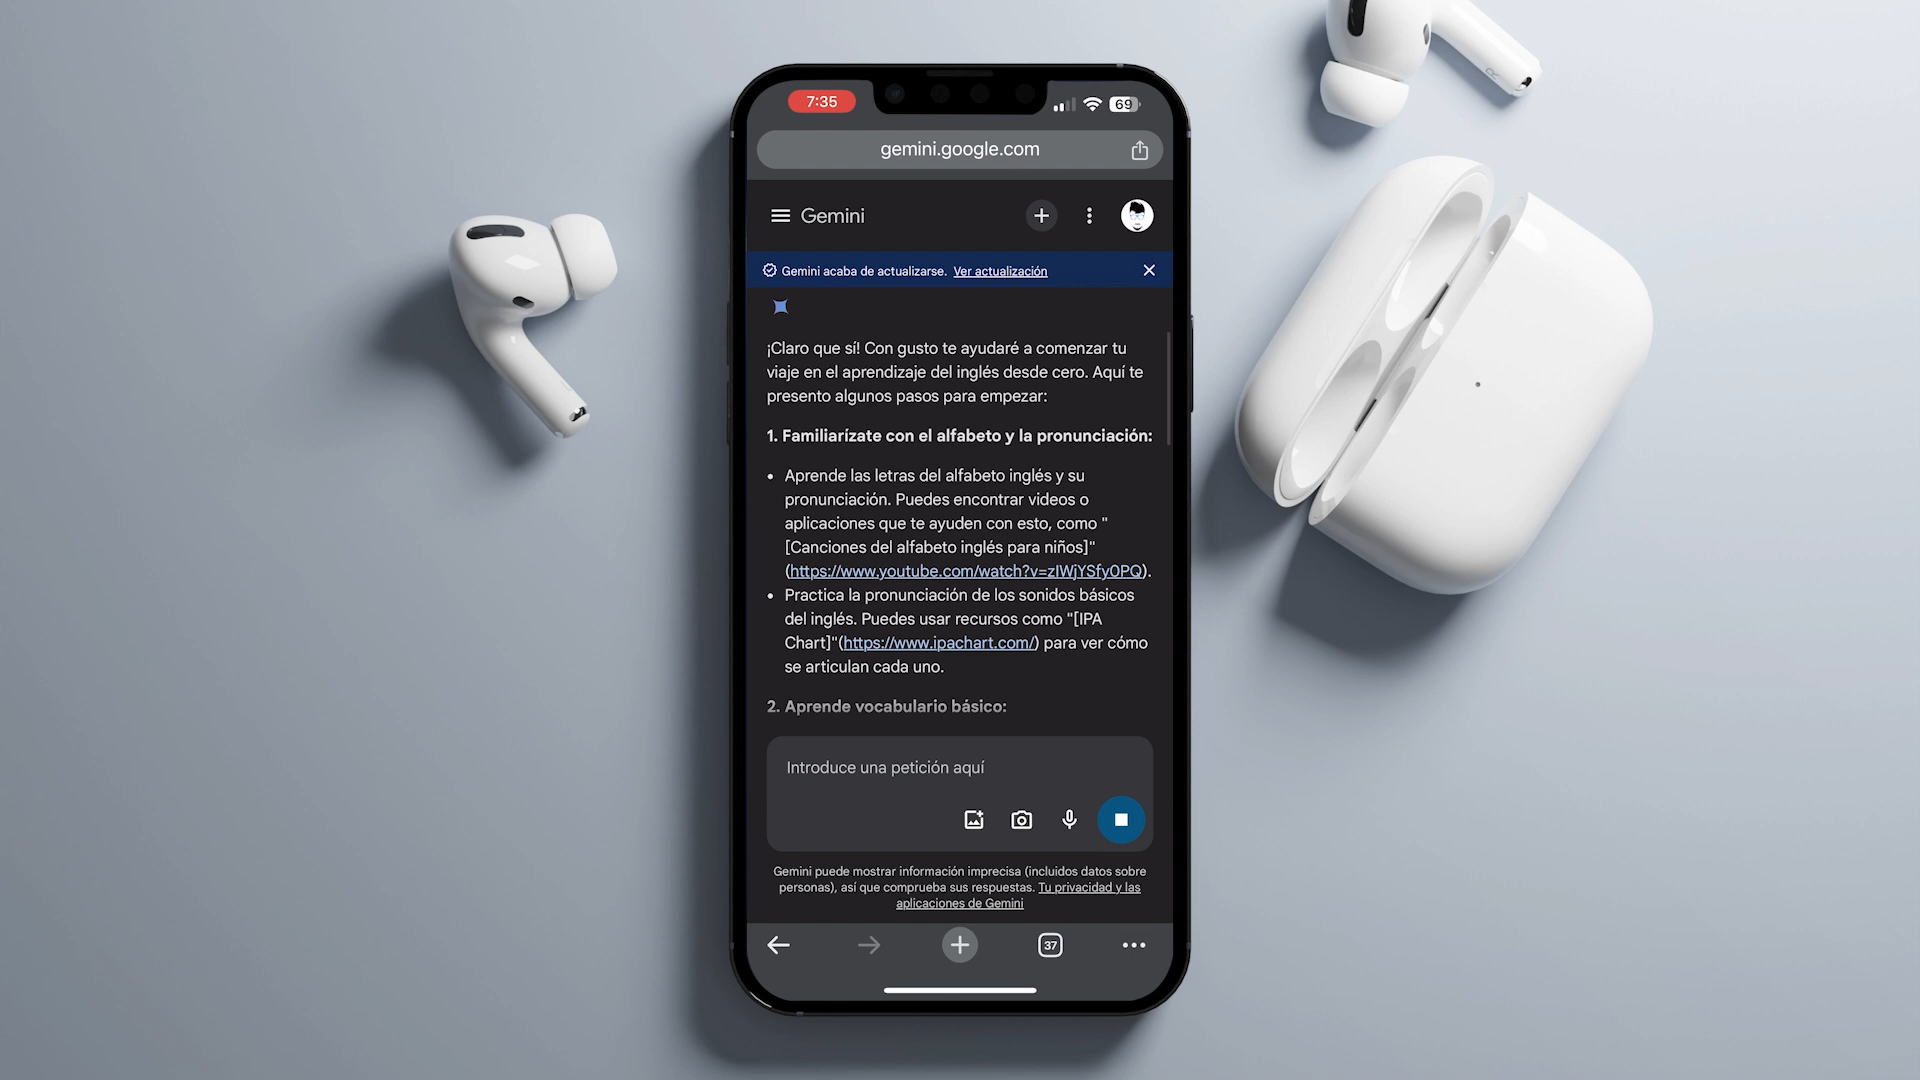 7:35
69
gemini.google.com
Gemini
Gemini acaba de actualizarse. Ver actualización
¡Claro que sí! Con gusto te ayudaré a comenzar tu
viaje en el aprendizaje del inglés desde cero. Aquí te
presento algunos pasos para empezar:
1. Familiarízate con el alfabeto y la pronunciación:
• Aprende las letras del alfabeto inglés y su
pronunciación. Puedes encontrar videos o
aplicaciones que te ayuden con esto, como "
[Canciones del alfabeto inglés para niños]"
(https://www.youtube.com/watch?v=zIWjYSfy0PQ).
• Practica la pronunciación de los sonidos básicos
del inglés. Puedes usar recursos como "[IPA
Chart]"(https://www.ipachart.com/) para ver cómo
se articulan cada uno.
2. Aprende vocabulario básico:
Introduce una petición aquí
Gemini puede mostrar información imprecisa (incluidos datos sobre
personas), así que comprueba sus respuestas. Tu privacidad y las
aplicaciones de Gemini
37
R